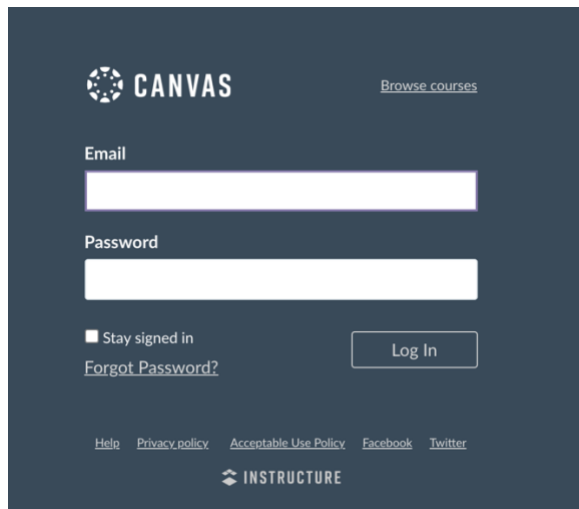 CANVAS
Browse courses
Email
Password
Stay signed in
Log In
Forgot Password?
Help Privacy policy Acceptable Use Policy Facebook Twitter
INSTRUCTURE